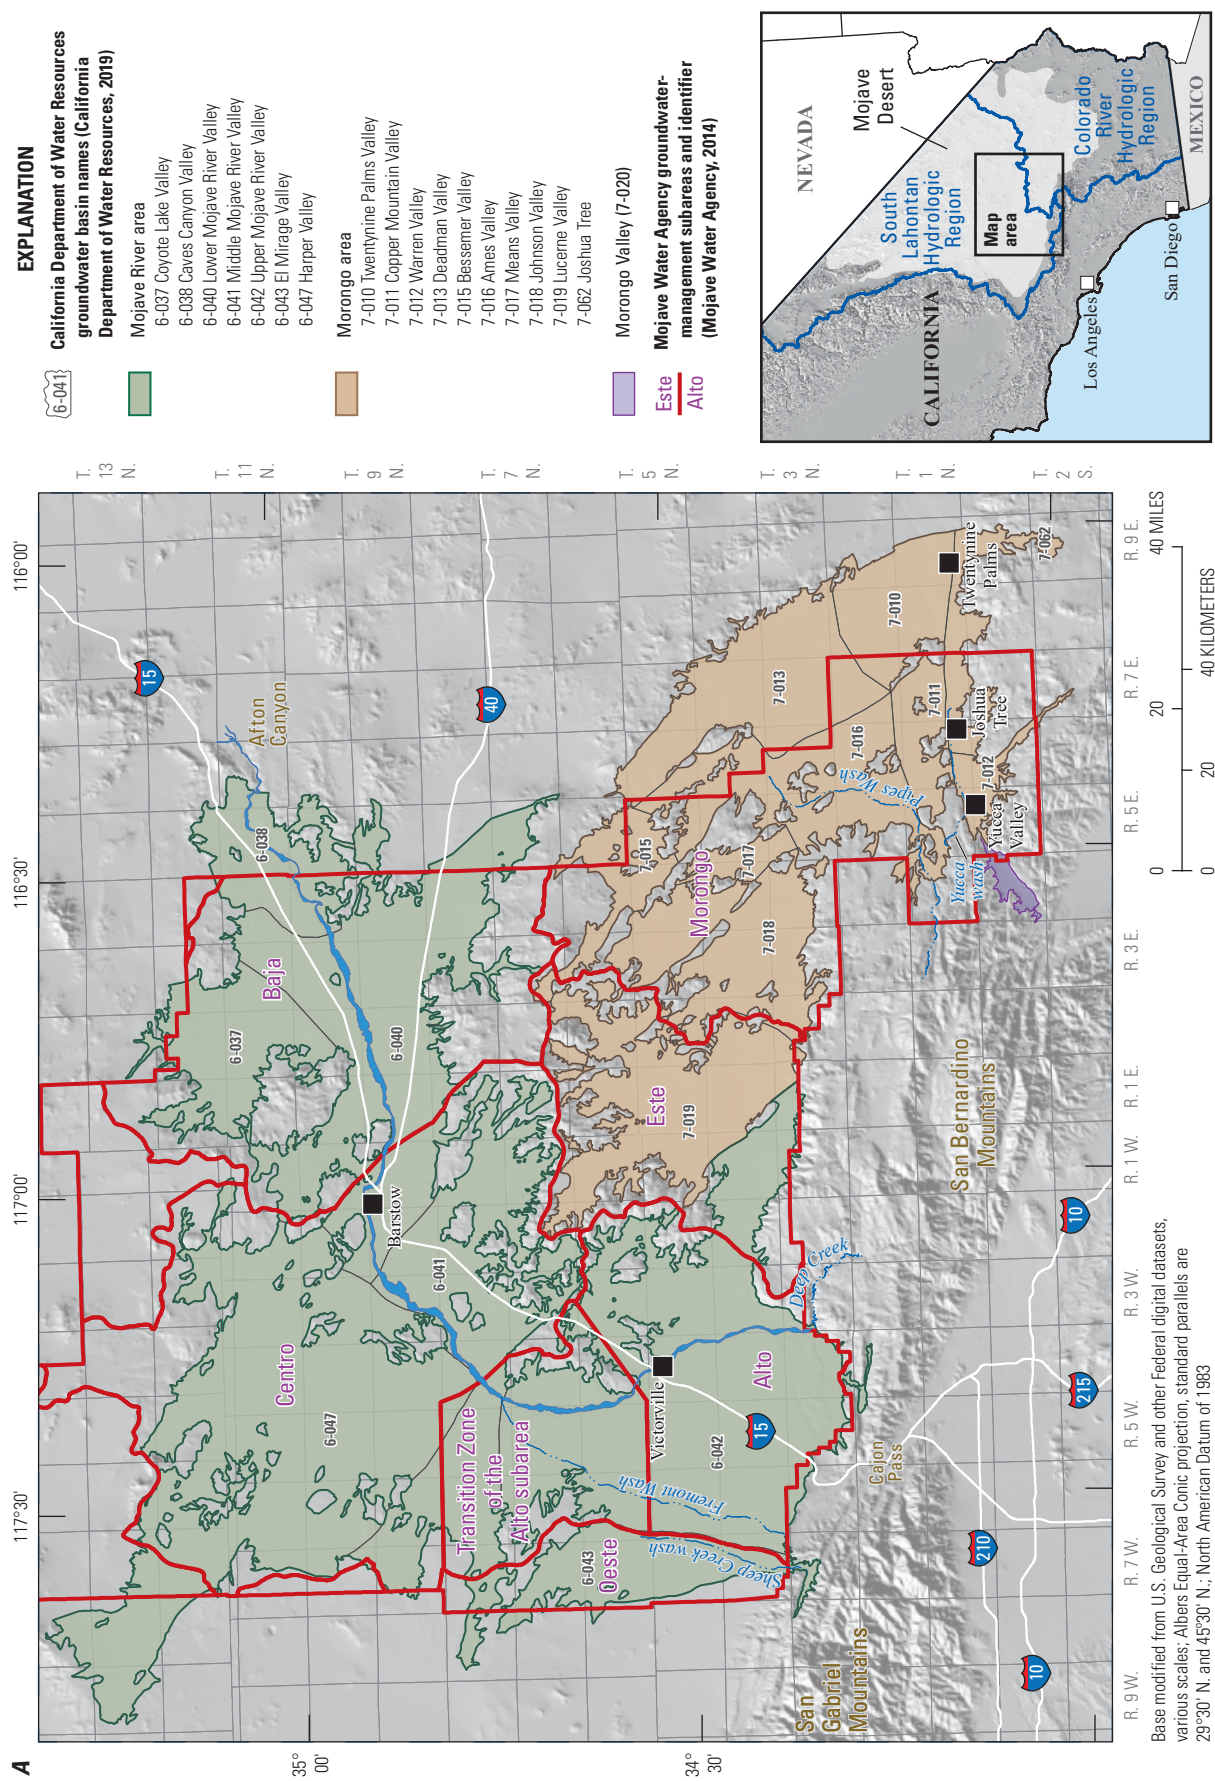 A
117°30'
117°00'
116°30'
116°00'
35°
00'
34°
30'
T.
13
N.
T.
11
N.
T.
9
N.
T.
7
N.
T.
5
N.
T.
3
N.
T.
1
N.
T.
2
S.
R. 9 W.
R. 7 W.
R. 5 W.
R. 3 W.
R. 1 W.
R. 1 E.
R. 3 E.
R. 5 E.
R. 7 E.
R. 9 E.
15
Afton
Canyon
40
6-038
Baja
6-037
6-040
Barstow
6-041
Centro
6-047
Transition Zone
of the
Alto subarea
6-043
Oeste
Fremont Wash
Sheep Creek wash
Victorville
Alto
6-042
15
Deep Creek
Cajon
Pass
Este
7-019
Morongo
7-015
7-017
7-018
7-013
7-016
Pipes Wash
7-010
7-011
7-012
7-062
Twentynine
Palms
Joshua
Tree
Yucca
Valley
Yucca
wash
San Bernardino
Mountains
San
Gabriel
Mountains
10
215
210
10
0
20
40 MILES
0
20
40 KILOMETERS
Base modified from U.S. Geological Survey and other Federal digital datasets,
various scales; Albers Equal-Area Conic projection, standard parallels are
29°30' N. and 45°30' N.; North American Datum of 1983
EXPLANATION
6-041
California Department of Water Resources
groundwater basin names (California
Department of Water Resources, 2019)
Mojave River area
6-037 Coyote Lake Valley
6-038 Caves Canyon Valley
6-040 Lower Mojave River Valley
6-041 Middle Mojave River Valley
6-042 Upper Mojave River Valley
6-043 El Mirage Valley
6-047 Harper Valley
Morongo area
7-010 Twentynine Palms Valley
7-011 Copper Mountain Valley
7-012 Warren Valley
7-013 Deadman Valley
7-015 Bessemer Valley
7-016 Ames Valley
7-017 Means Valley
7-018 Johnson Valley
7-019 Lucerne Valley
7-062 Joshua Tree
Morongo Valley (7-020)
Este
Alto
Mojave Water Agency groundwater-
management subareas and identifier
(Mojave Water Agency, 2014)
NEVADA
Mojave
Desert
South
Lahontan
Hydrologic
Region
CALIFORNIA
Map
area
Colorado
River
Hydrologic
Region
Los Angeles
San Diego
MEXICO